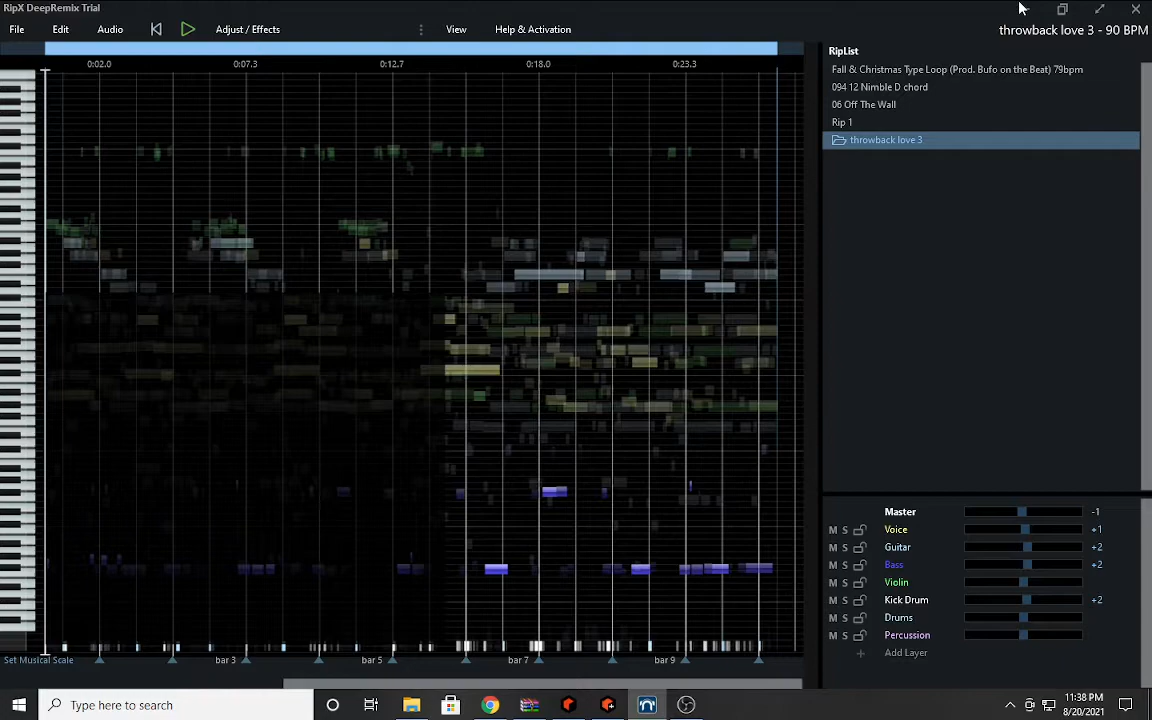 RipX DeepRemix Trial
File Edit Audio Adjust / Effects View Help & Activation throwback love 3 - 90 BPM
RipList
0:02.0 0:07.3 0:12.7 0:18.0 0:23.3
Fall & Christmas Type Loop (Prod. Bufo on the Beat) 79bpm
094 12 Nimble D chord
06 Off The Wall
Rip 1
throwback love 3
Master -1
M S Voice +1
M S Guitar +2
M S Bass +2
M S Violin
M S Kick Drum +2
M S Drums
M S Percussion
+ Add Layer
Set Musical Scale bar 3 bar 5 bar 7 bar 9
Type here to search
11:38 PM
8/20/2021